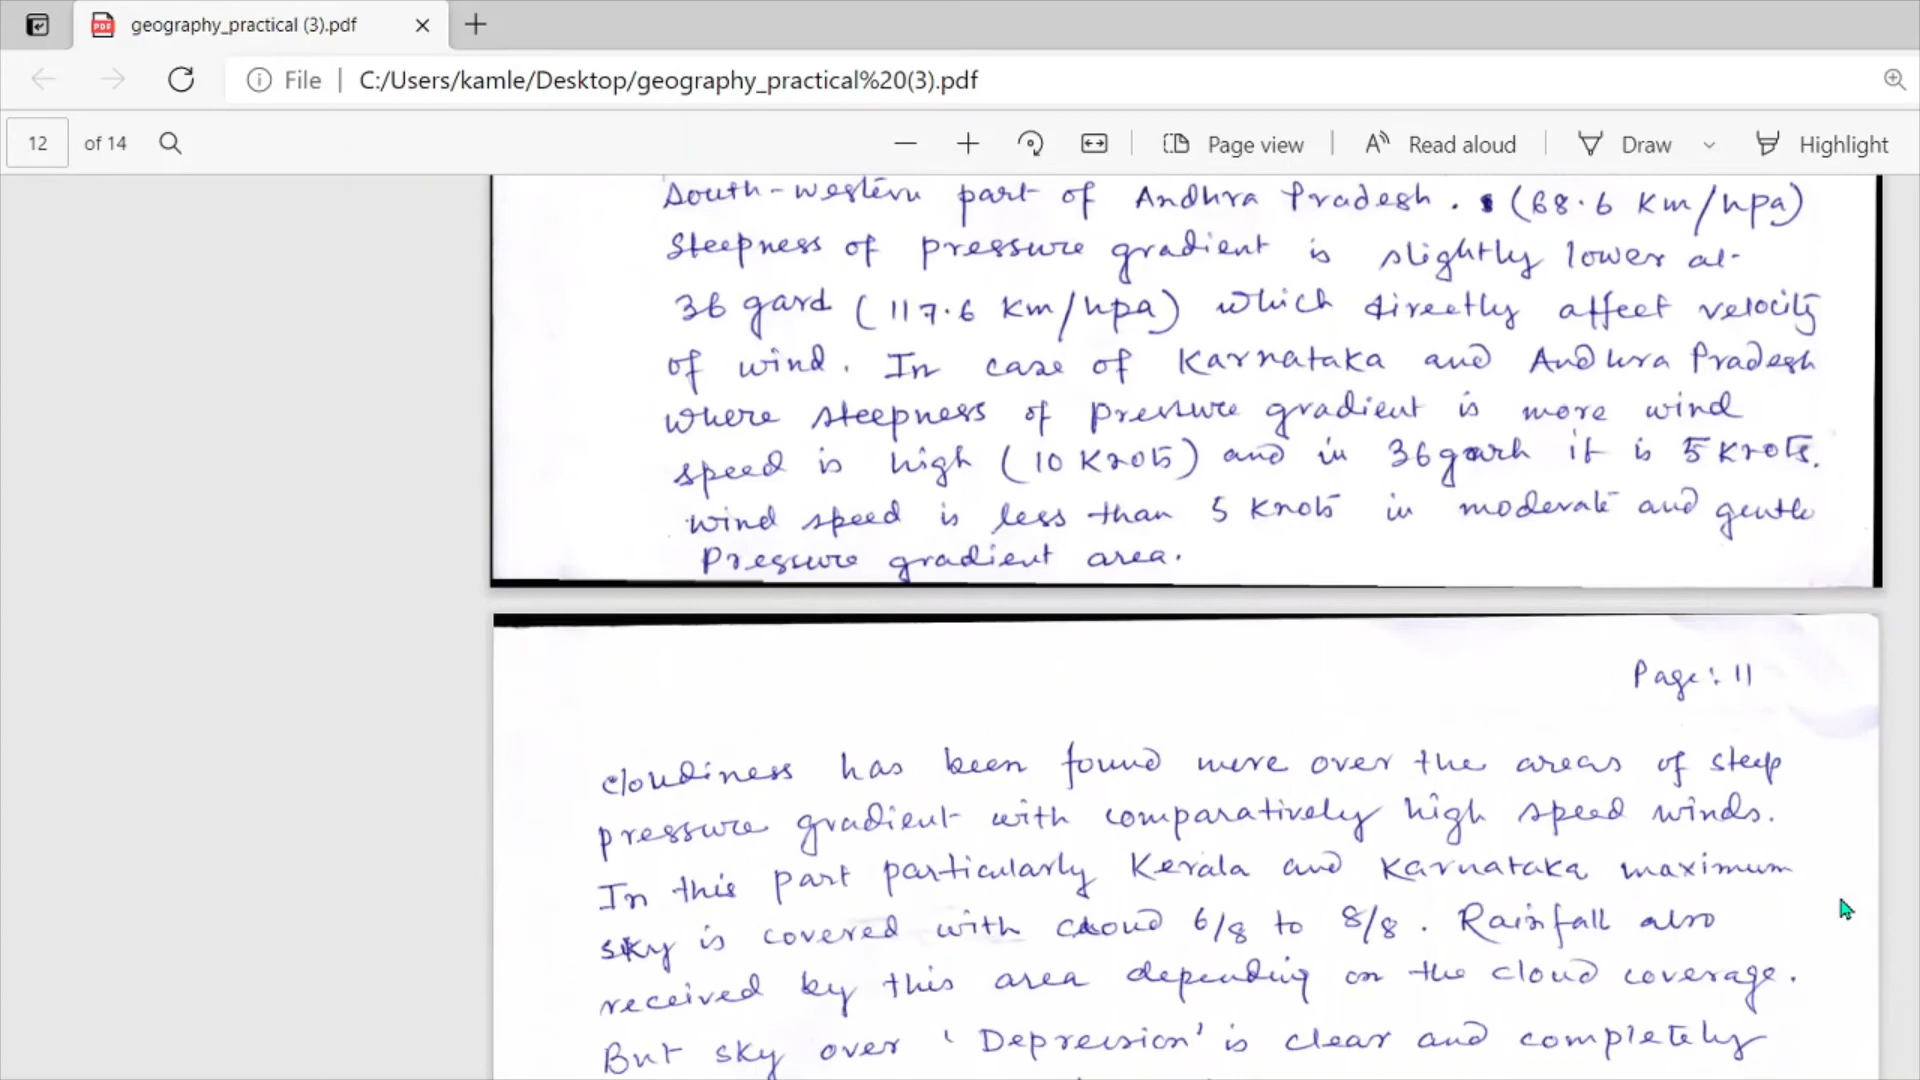 geography_practical (3).pdf
File | C:/Users/kamle/Desktop/geography_practical%20(3).pdf
12 of 14 Page view Read aloud Draw Highlight
South-western part of Andhra Pradesh. (68.6 Km/hpa)
Steepness of pressure gradient is slightly lower at
36 gard (117.6 Km/hpa) which directly affect velocity
of wind. In case of Karnataka and Andhra Pradesh
where steepness of pressure gradient is more wind
speed is high (10 Knots) and in 36garh it is 5 Knots.
wind speed is less than 5 Knots in moderate and gentle
Pressure gradient area.
Page: 11
cloudiness has been found more over the areas of steep
pressure gradient with comparatively high speed winds.
In this part particularly Kerala and Karnataka maximum
sky is covered with cloud 6/8 to 8/8. Rainfall also
received by this area depending on the cloud coverage.
But sky over 'Depression' is clear and completely